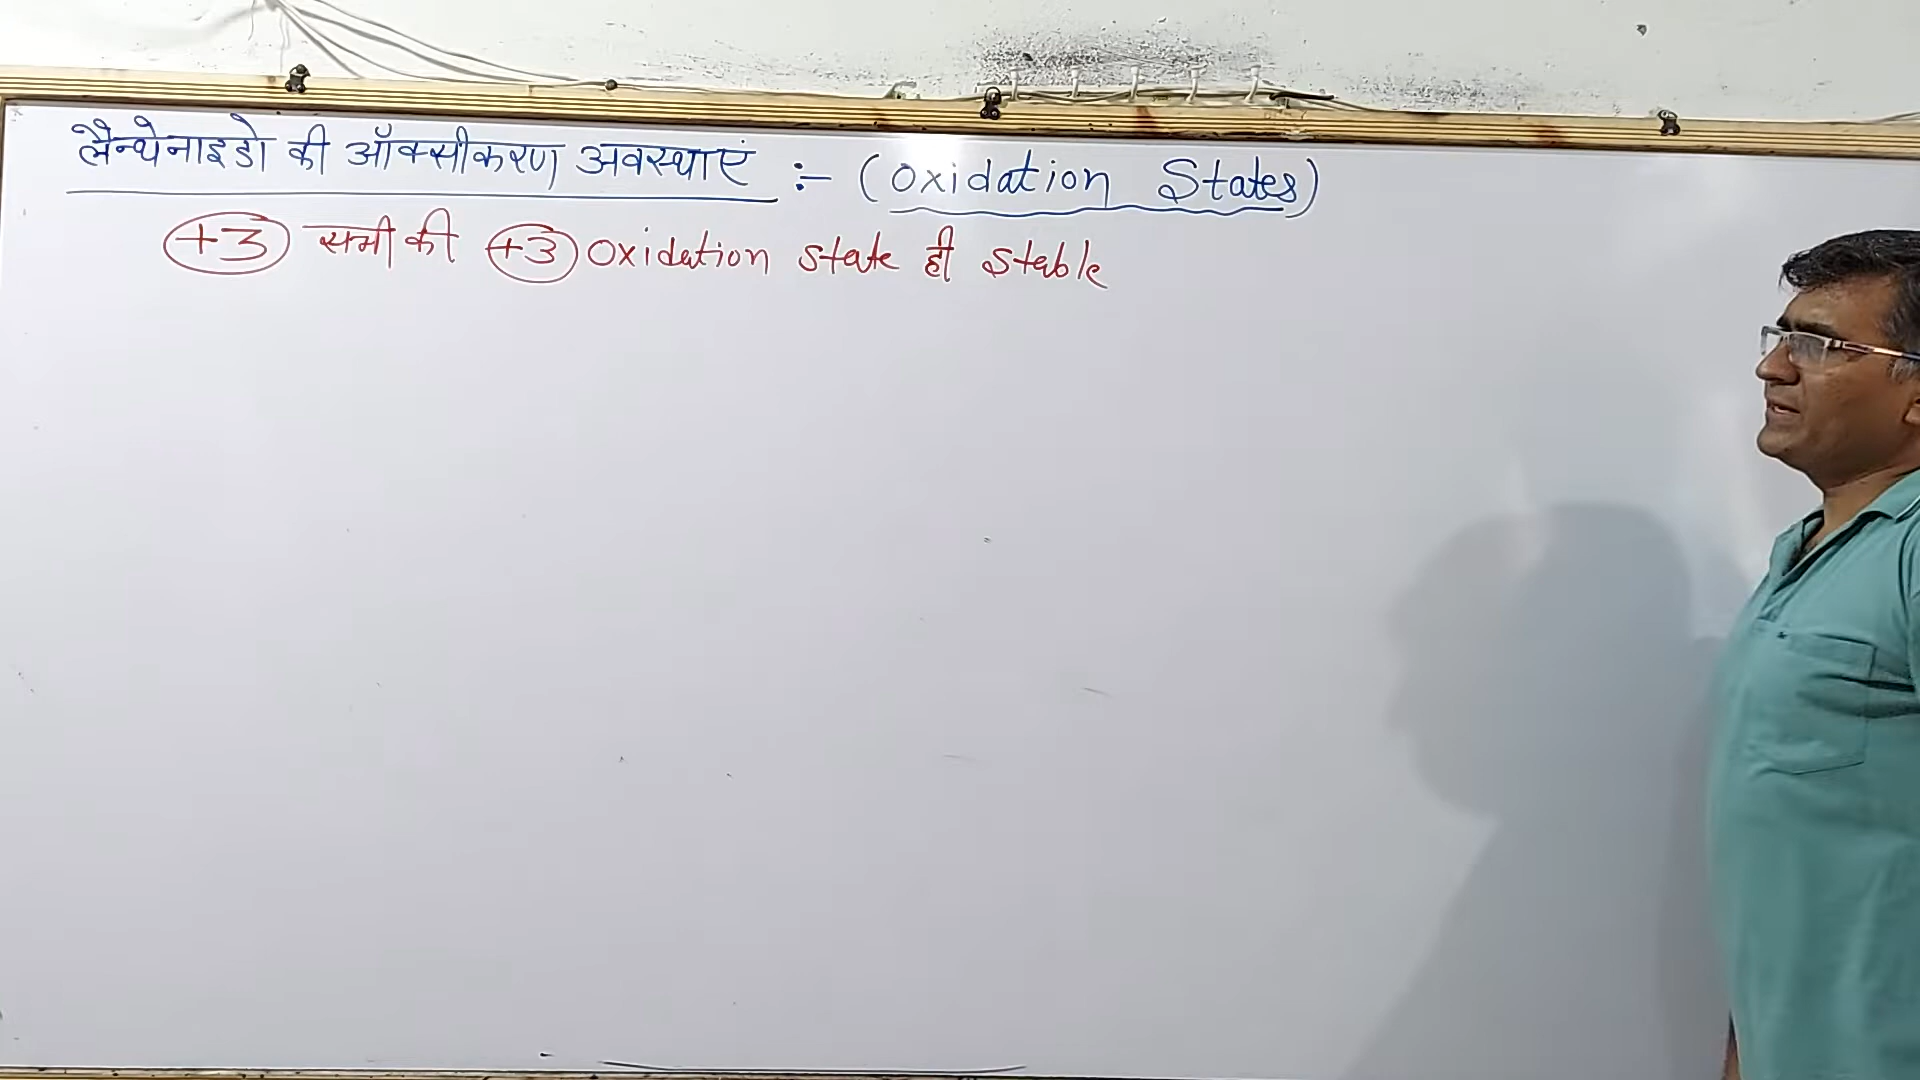 लैन्थेनाइडो की ऑक्सीकरण अवस्थाएं :- (Oxidation States)
+3 सभी की +3 oxidation state ही stable